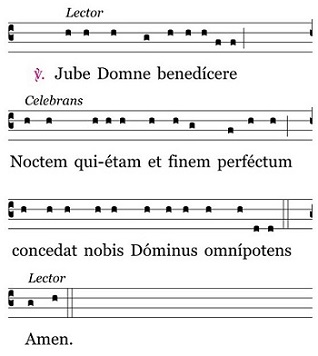 Lector
℣. Jube Domne benedícere
Celebrans
Noctem qui-étam et finem perféctum
concedat nobis Dóminus omnípotens
Lector
Amen.